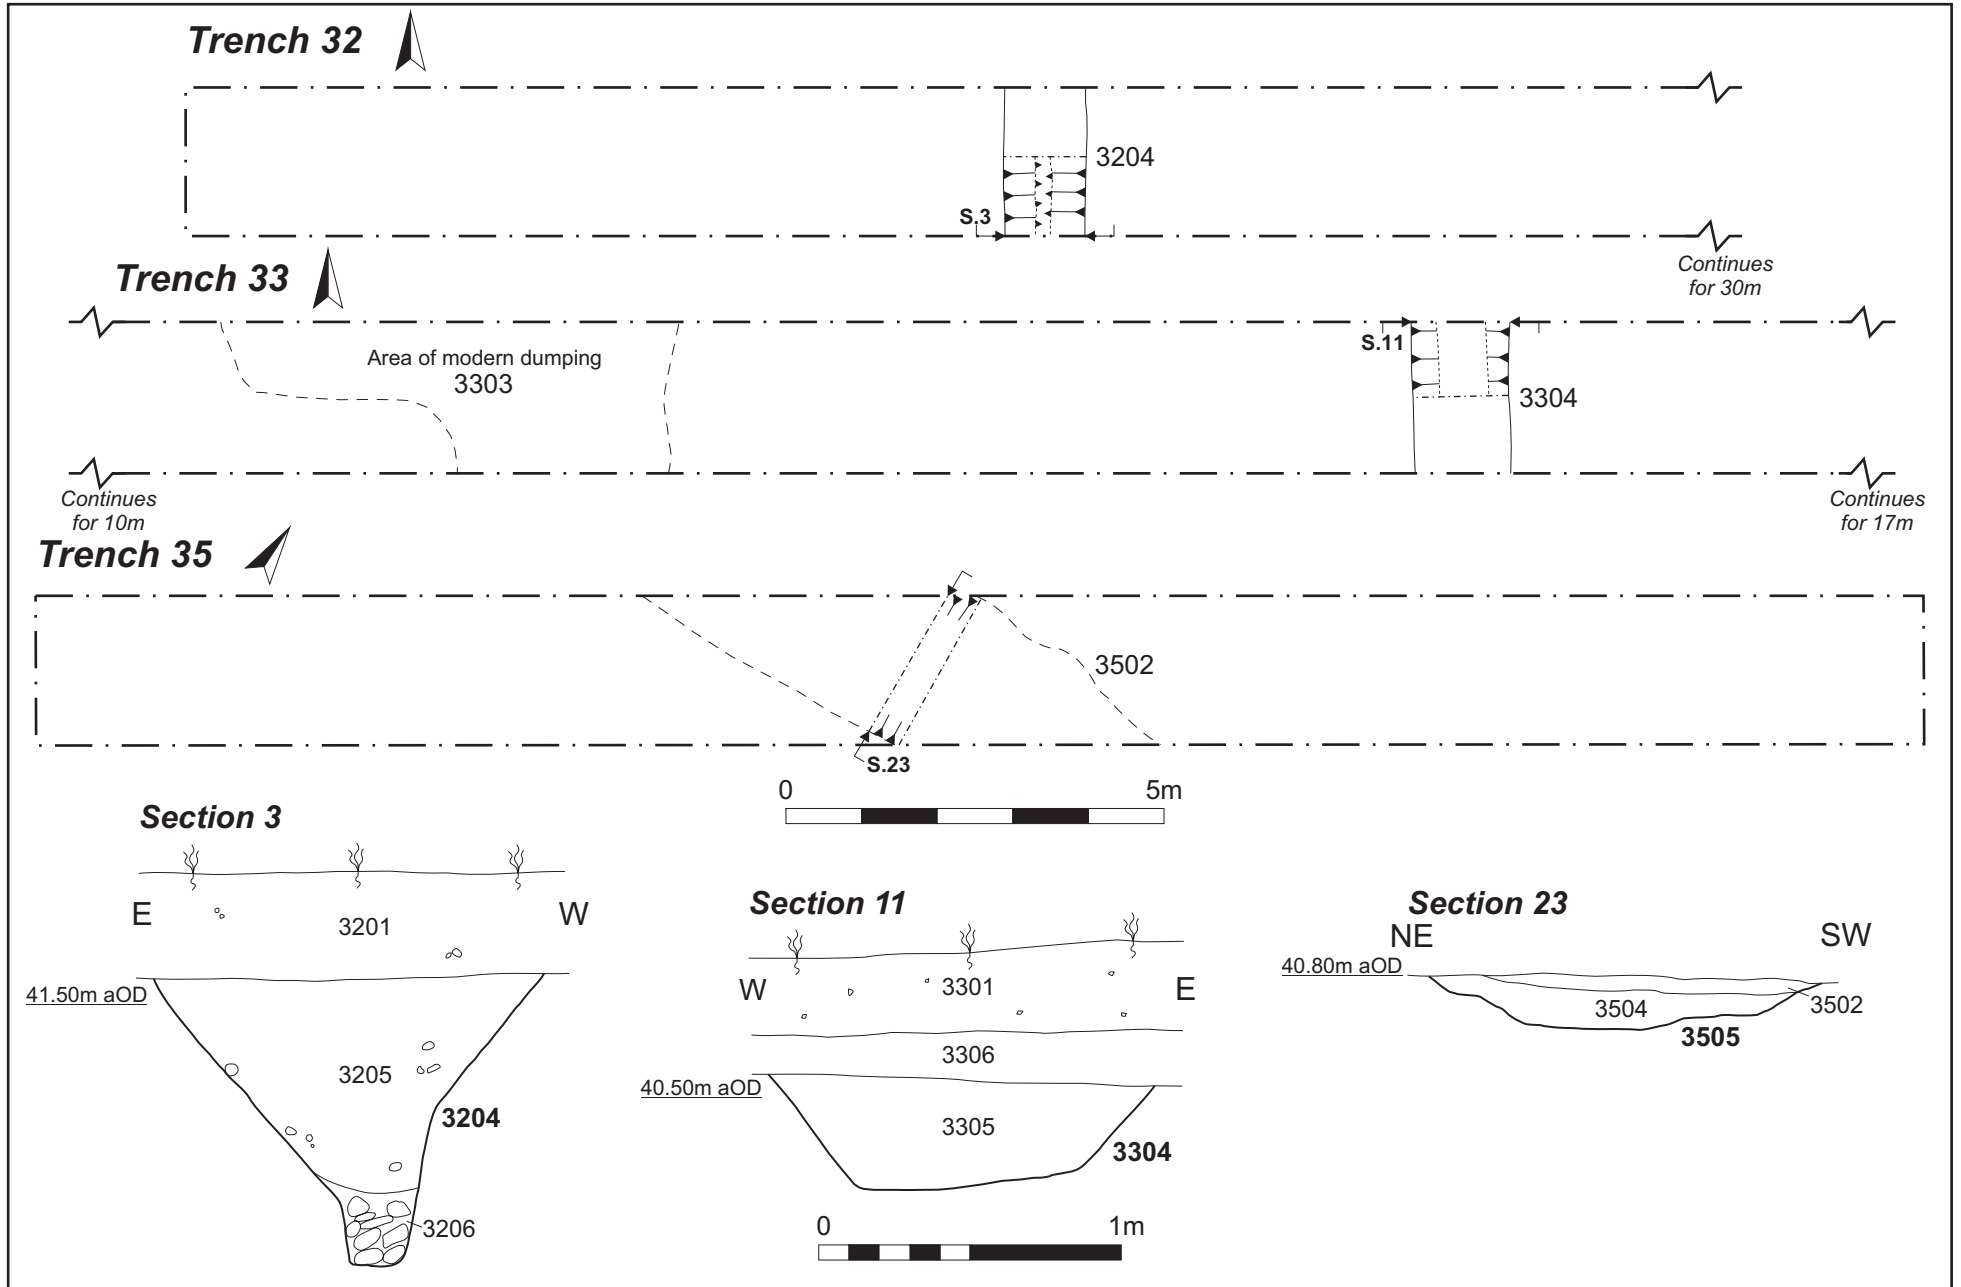 Trench 32
3204
S.3
Continues
for 30m
Trench 33
Area of modern dumping
3303
S.11
3304
Continues
for 10m
Continues
for 17m
Trench 35
3502
S.23
0 5m
Section 3
E W
3201
41.50m aOD
3205
3204
3206
Section 11
W E
3301
3306
40.50m aOD
3305
3304
0 1m
Section 23
NE SW
40.80m aOD
3504
3502
3505